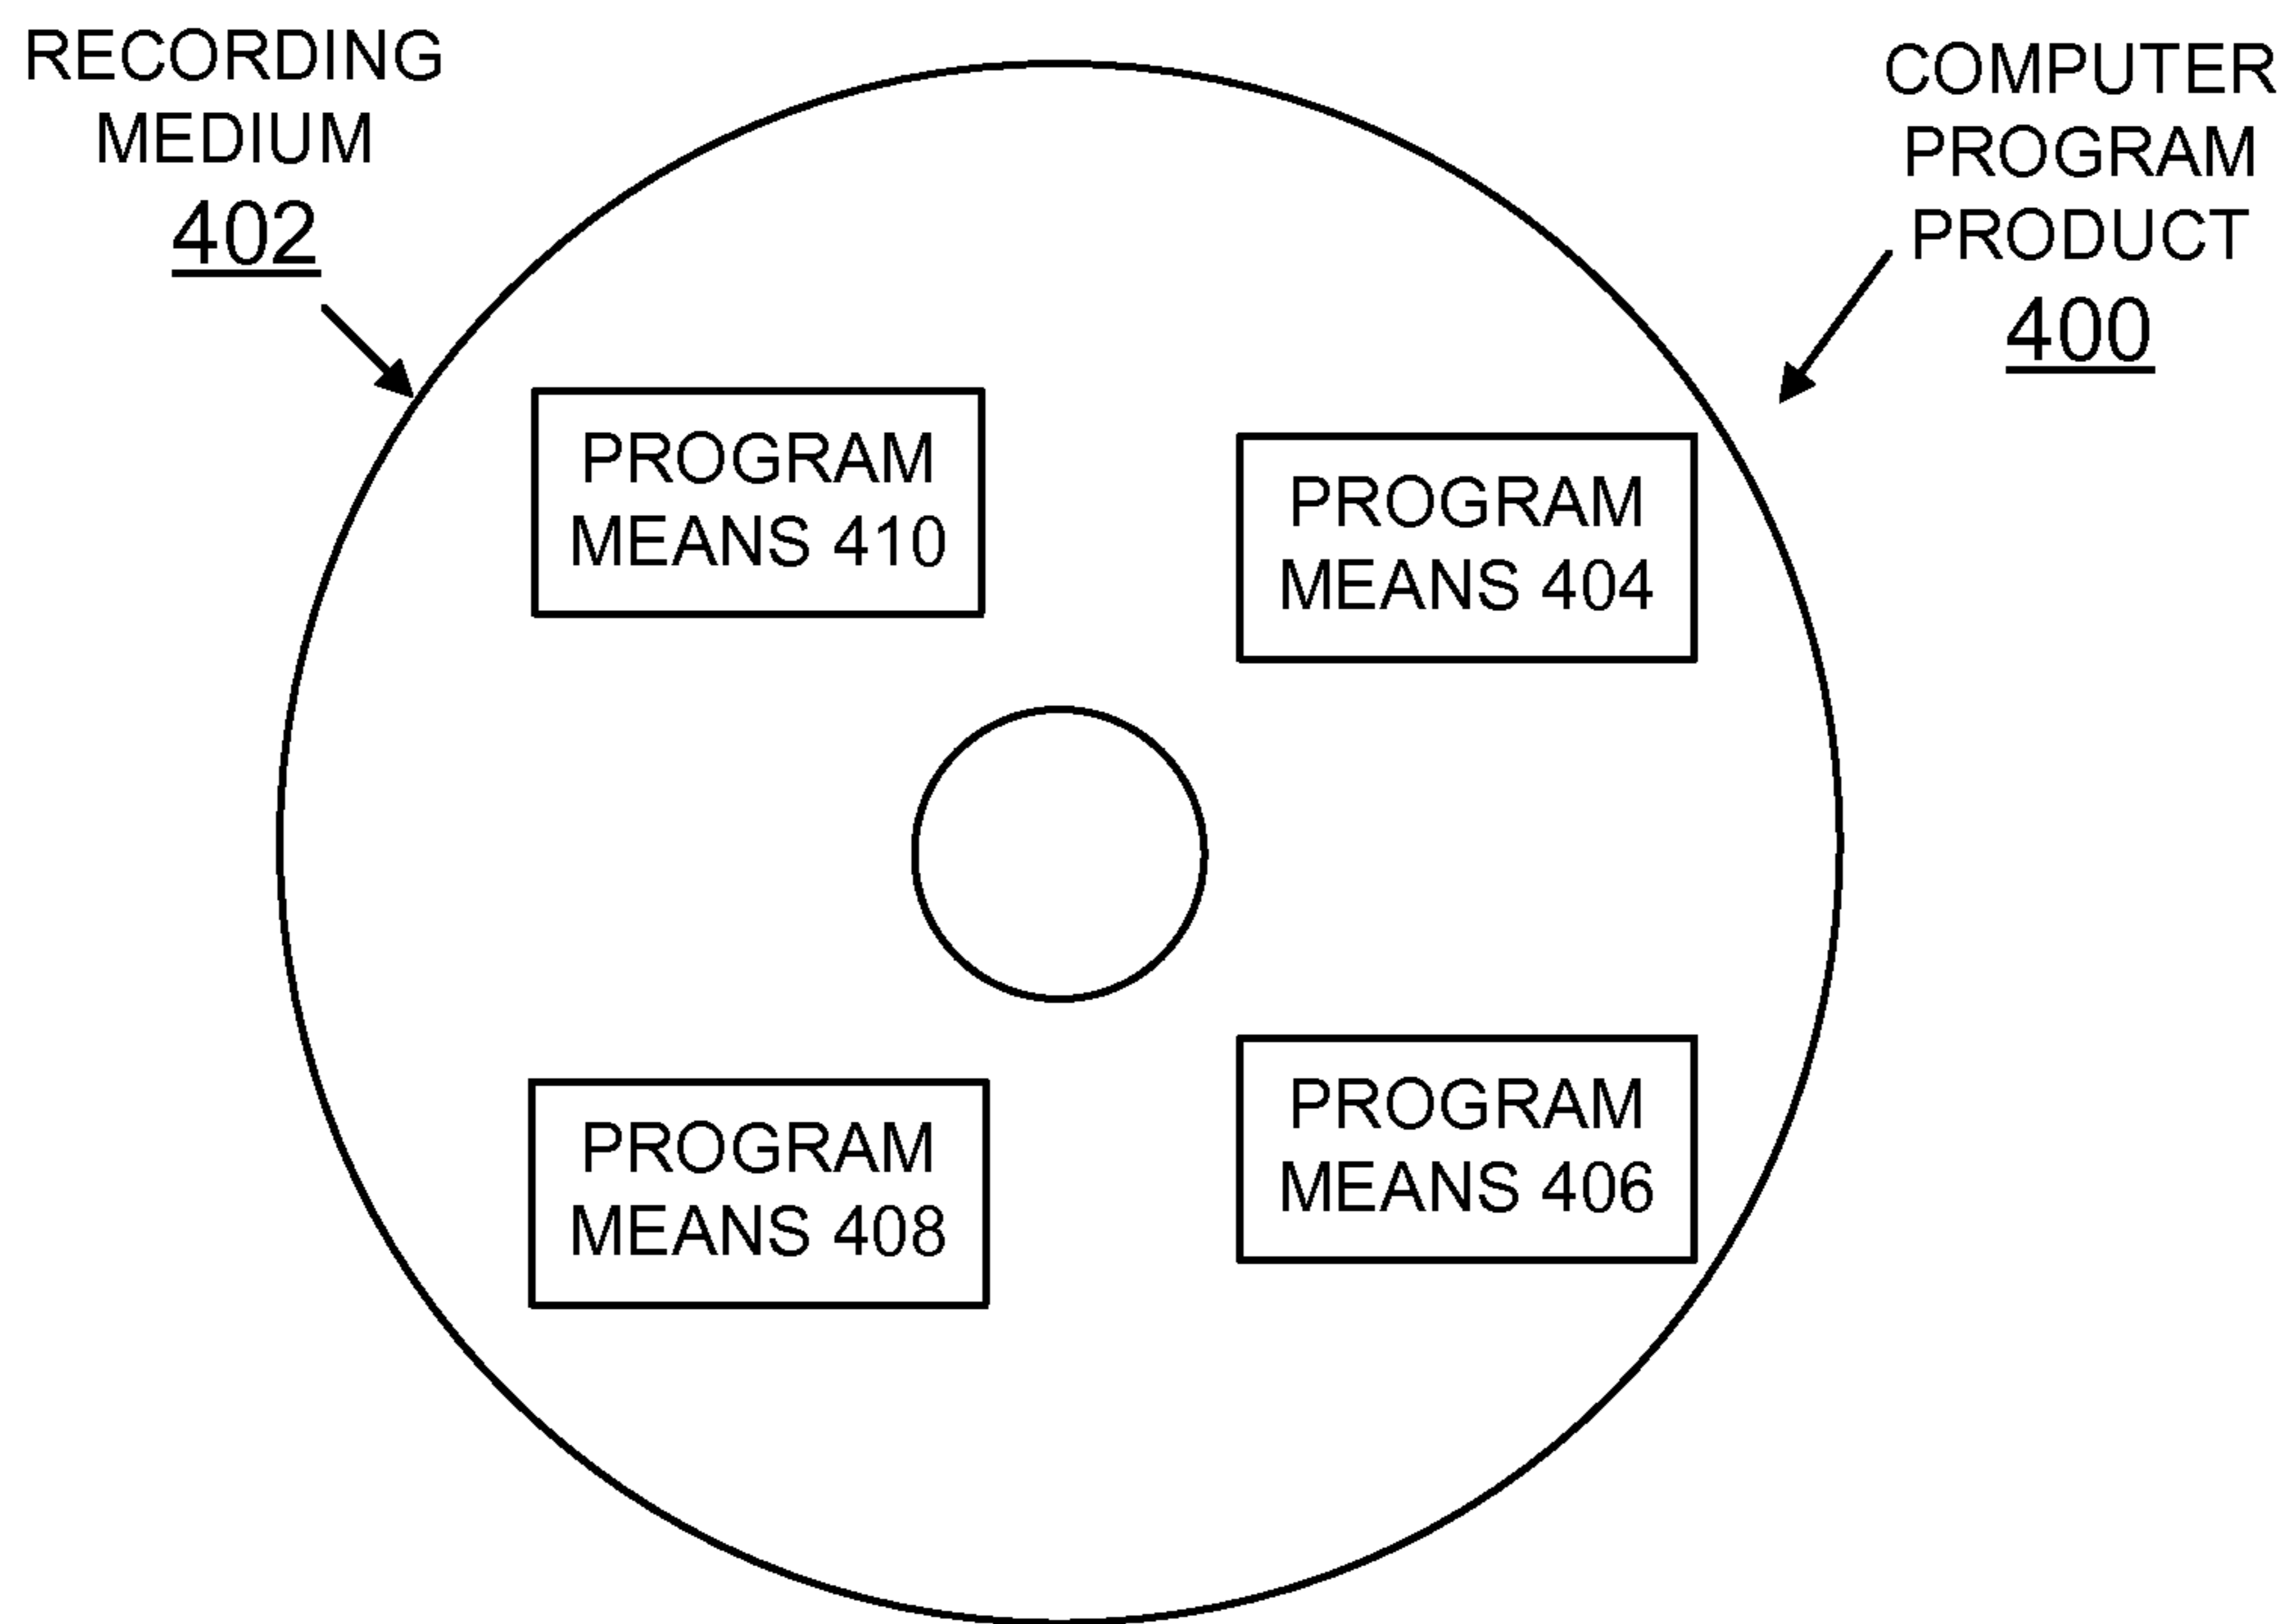 RECORDING
MEDIUM
402
COMPUTER
PROGRAM
PRODUCT
400
PROGRAM
MEANS 410
PROGRAM
MEANS 404
PROGRAM
MEANS 408
PROGRAM
MEANS 406